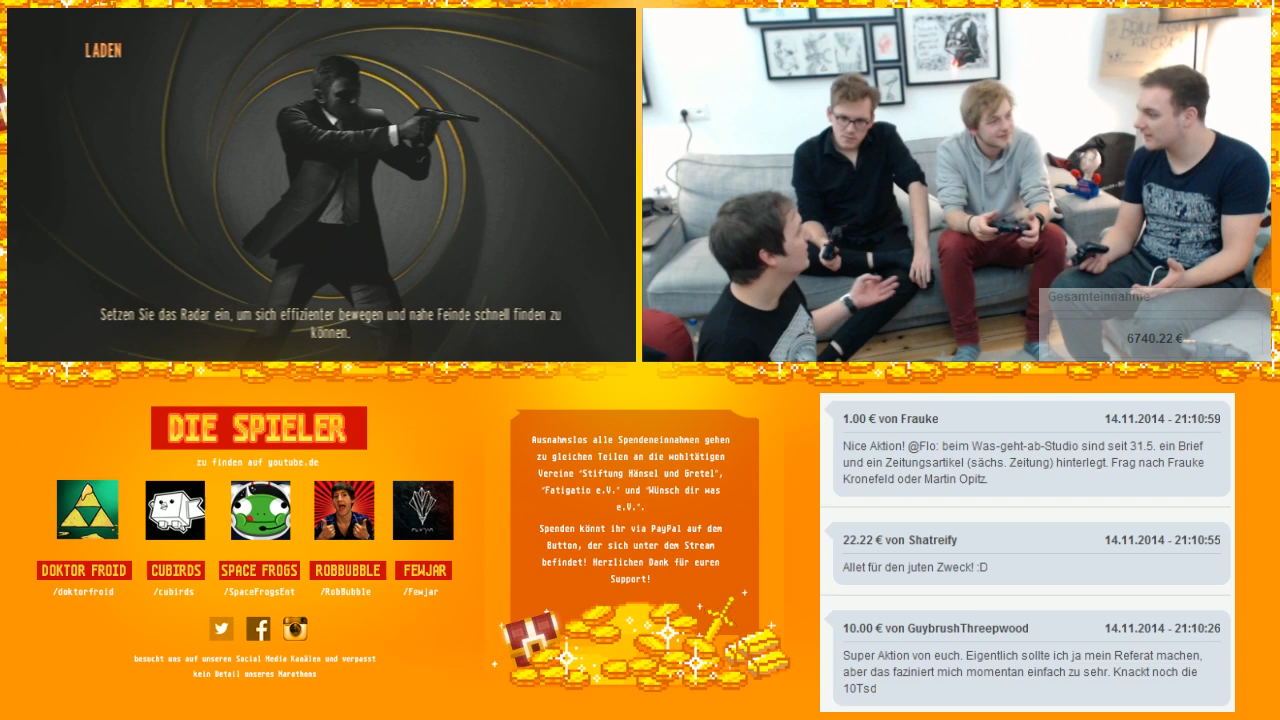 LADEN
Setzen Sie das Radar ein, um sich effizienter bewegen und nahe Feinde schnell finden zu
können.
Gesamteinnahme
6740.22 €
DIE SPIELER
zu finden auf youtube.de
DOKTOR FROID
CUBIRDS
SPACE FROGS
ROBBUBBLE
FEWJAR
/doktorfroid
/cubirds
/SpaceFrogsEnt
/RobBubble
/Fewjar
besucht uns auf unseren Social Media Kanälen und verpasst
kein Detail unseres Marathons
Ausnahmslos alle Spendeneinnahmen gehen
zu gleichen Teilen an die wohltätigen
Vereine "Stiftung Hänsel und Gretel",
"Fatigatio e.V." und "Wünsch dir was
e.V.".
Spenden könnt ihr via PayPal auf dem
Button, der sich unter dem Stream
befindet! Herzlichen Dank für euren
Support!
1.00 € von Frauke 14.11.2014 - 21:10:59
Nice Aktion! @Flo: beim Was-geht-ab-Studio sind seit 31.5. ein Brief
und ein Zeitungsartikel (sächs. Zeitung) hinterlegt. Frag nach Frauke
Kronefeld oder Martin Opitz.
22.22 € von Shatreify 14.11.2014 - 21:10:55
Allet für den juten Zweck! :D
10.00 € von GuybrushThreepwood 14.11.2014 - 21:10:26
Super Aktion von euch. Eigentlich sollte ich ja mein Referat machen,
aber das faziniert mich momentan einfach zu sehr. Knackt noch die
10Tsd